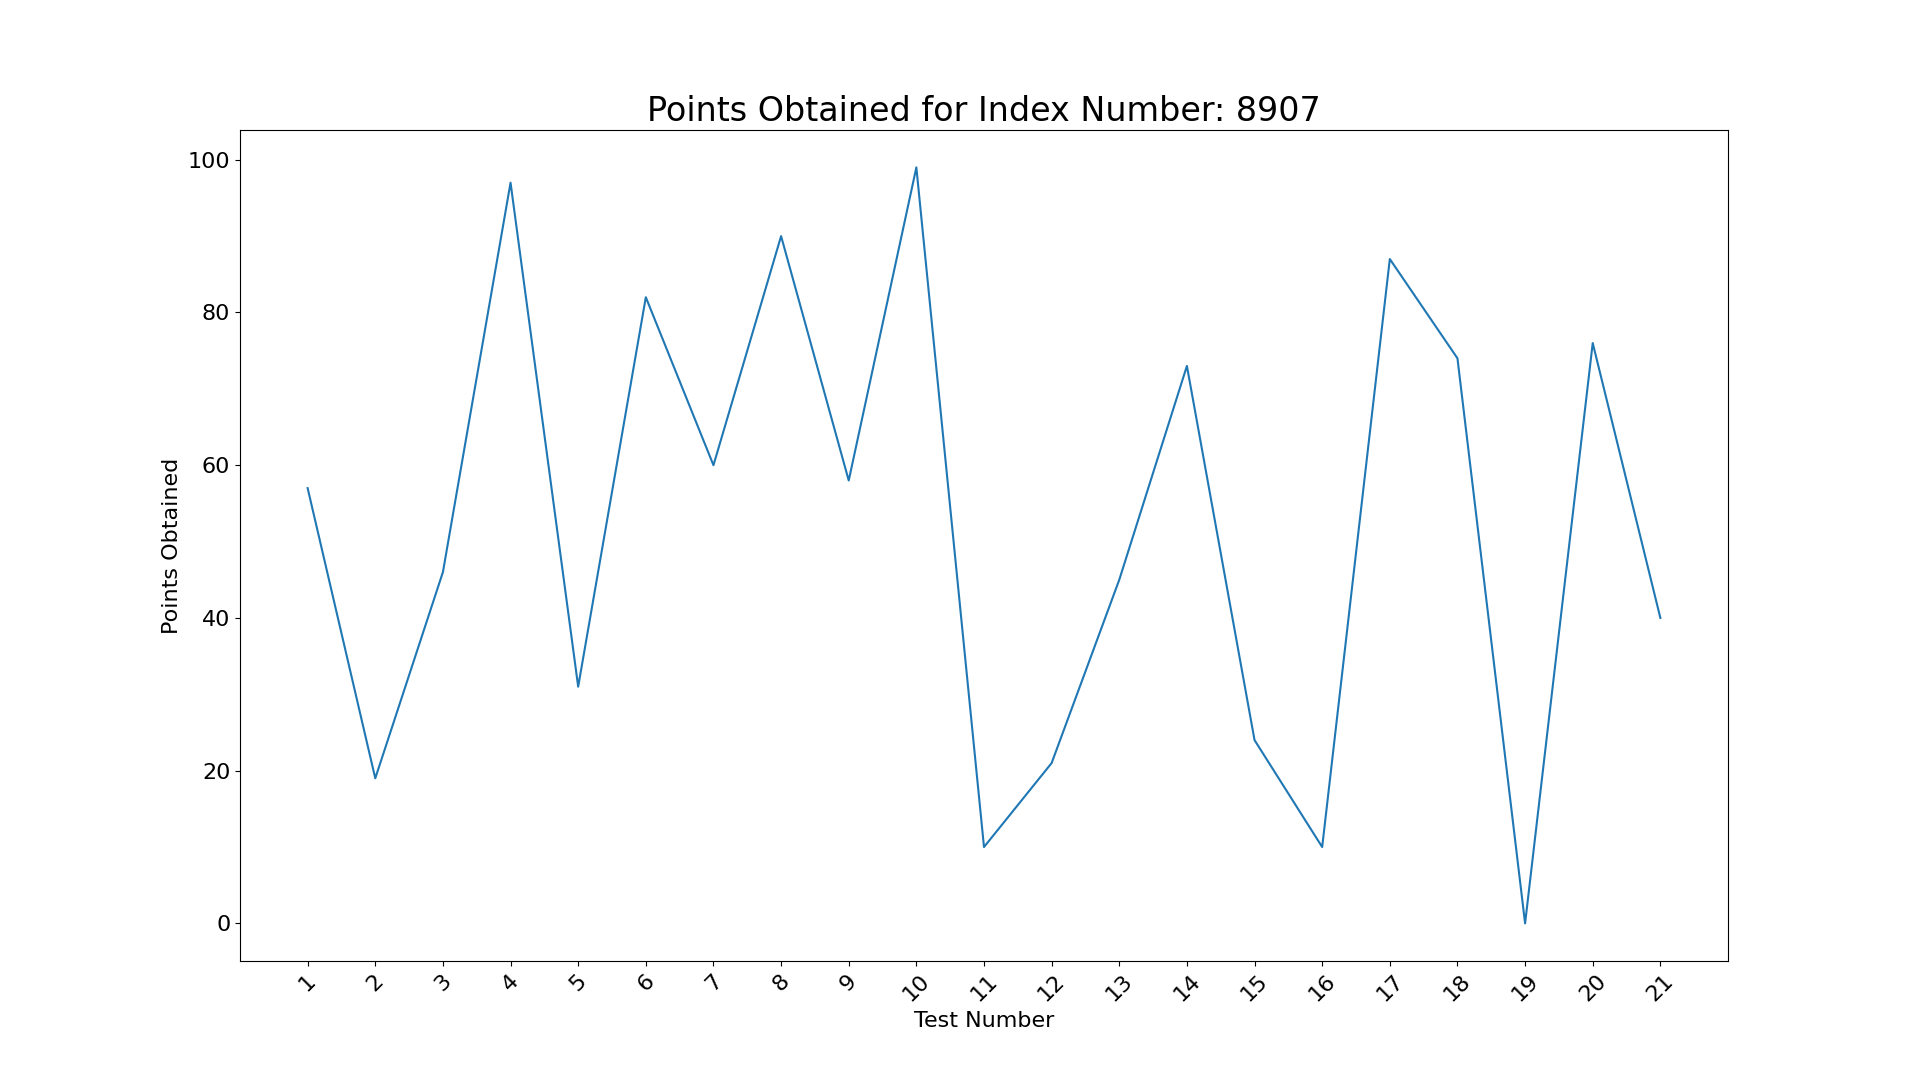 Points Obtained for Index Number: 8907
100
80
60
40
20
0
Points Obtained
1 2 3 4 5 6 7 8 9 10 11 12 13 14 15 16 17 18 19 20 21
Test Number